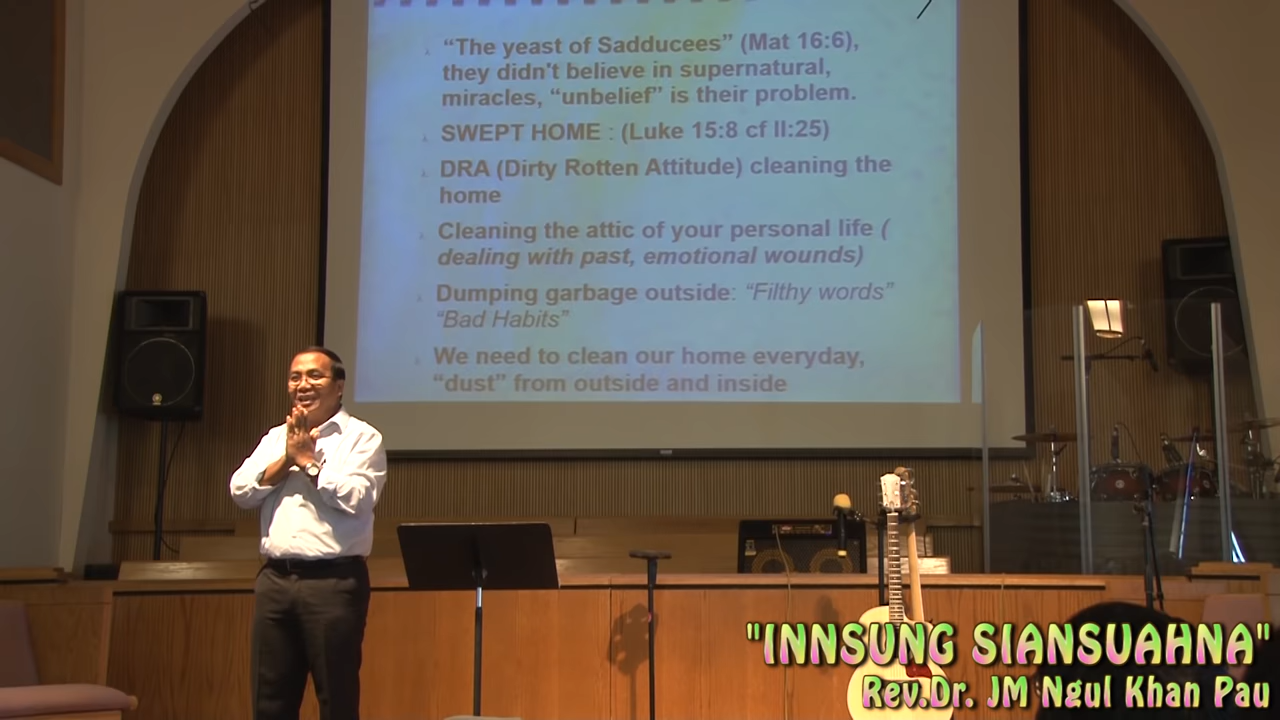 “The yeast of Sadducees” (Mat 16:6),
they didn't believe in supernatural,
miracles, “unbelief” is their problem.
SWEPT HOME : (Luke 15:8 cf II:25)
DRA (Dirty Rotten Attitude) cleaning the
home
Cleaning the attic of your personal life (
dealing with past, emotional wounds)
Dumping garbage outside: “Filthy words”
“Bad Habits”
We need to clean our home everyday,
“dust” from outside and inside
"INNSUNG SIANSUAHNA"
Rev.Dr. JM Ngul Khan Pau